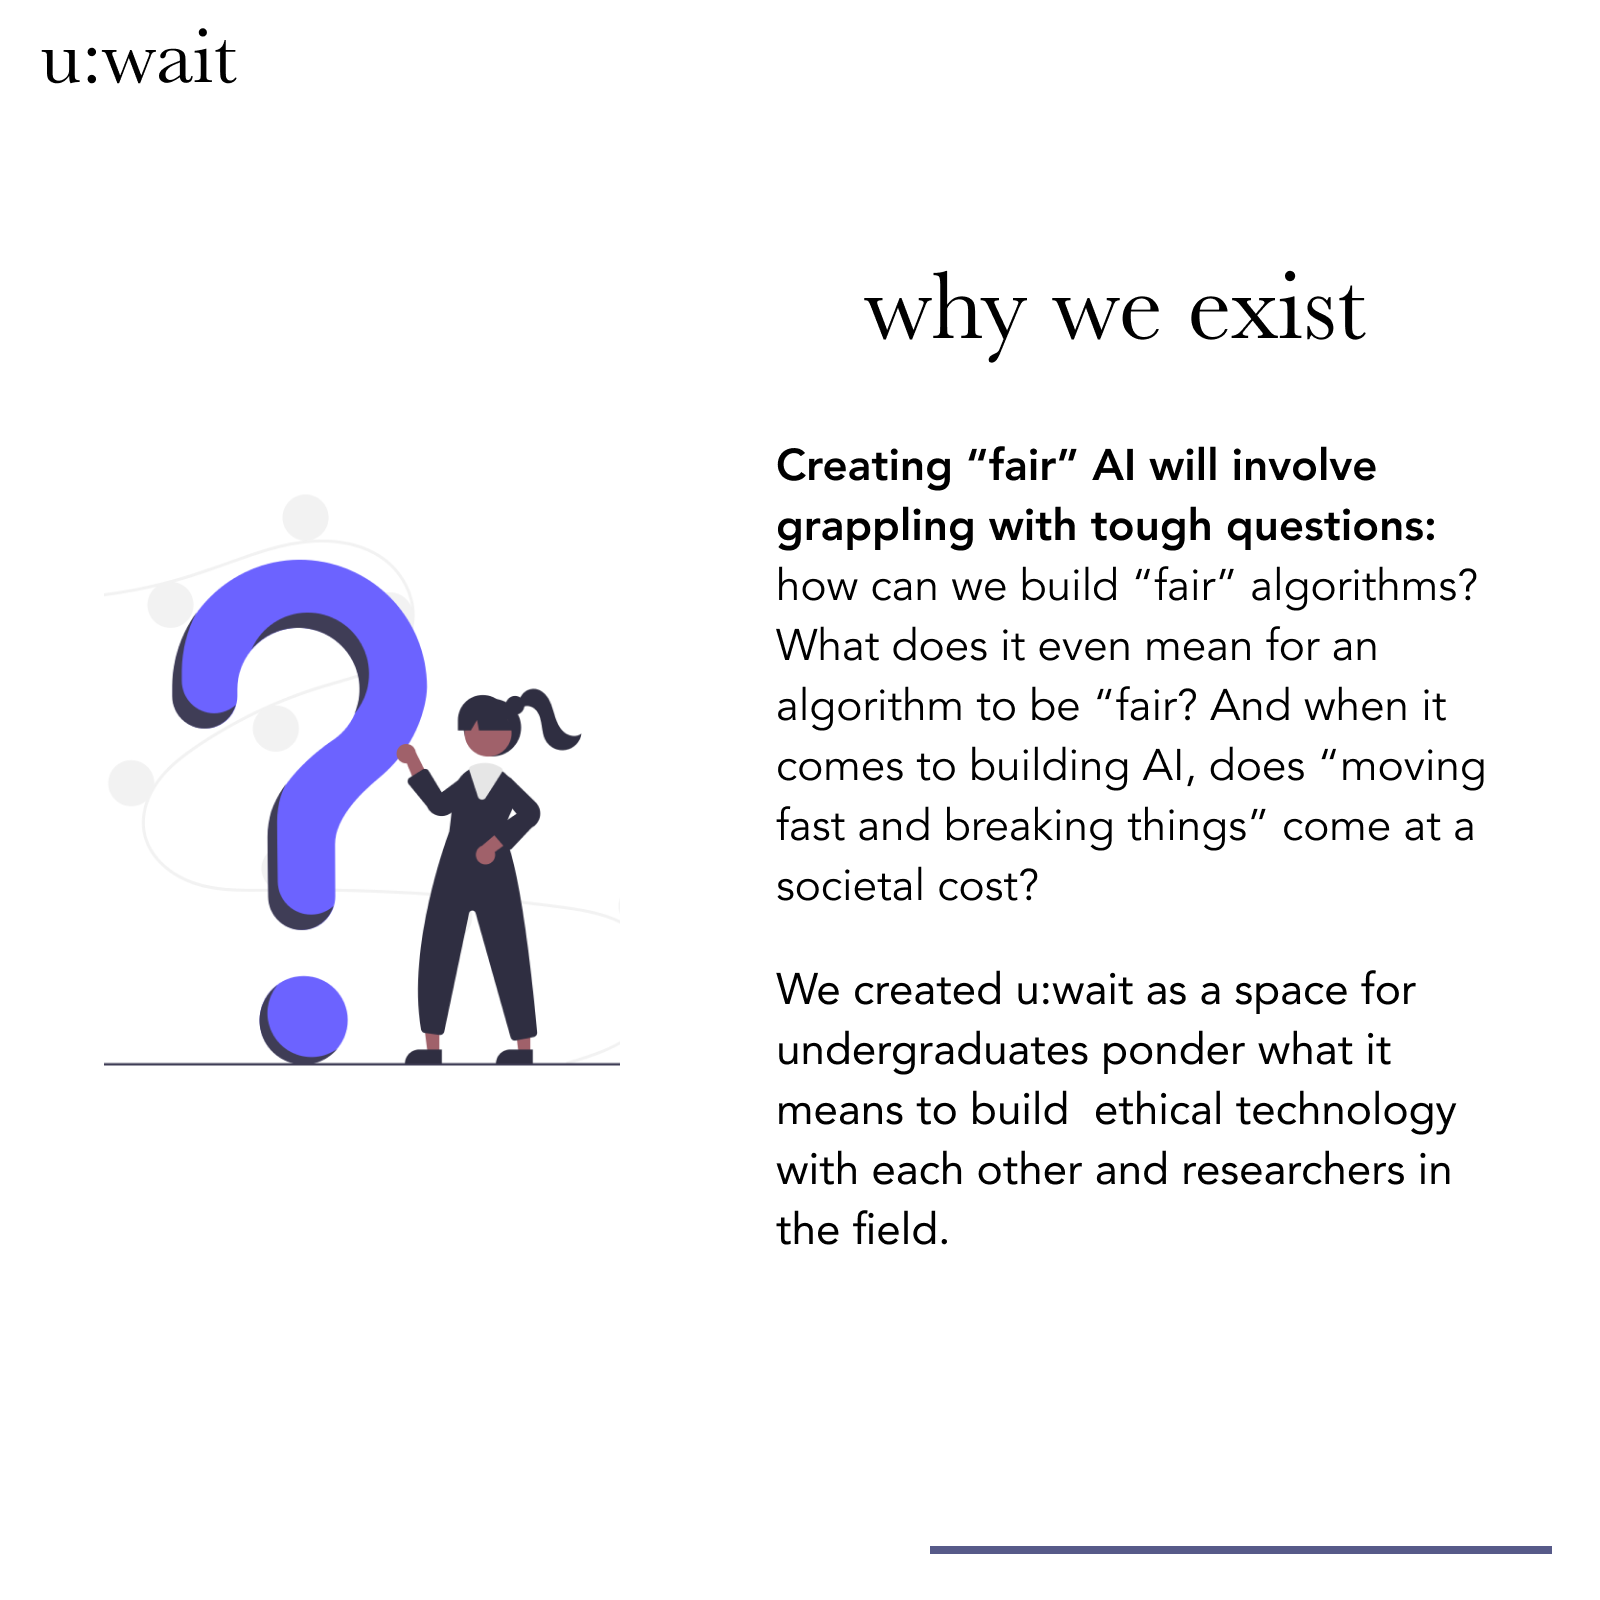 u:wait
why we exist
Creating “fair” AI will involve
grappling with tough questions:
how can we build “fair” algorithms?
What does it even mean for an
algorithm to be “fair? And when it
comes to building AI, does “moving
fast and breaking things” come at a
societal cost?
We created u:wait as a space for
undergraduates ponder what it
means to build  ethical technology
with each other and researchers in
the field.